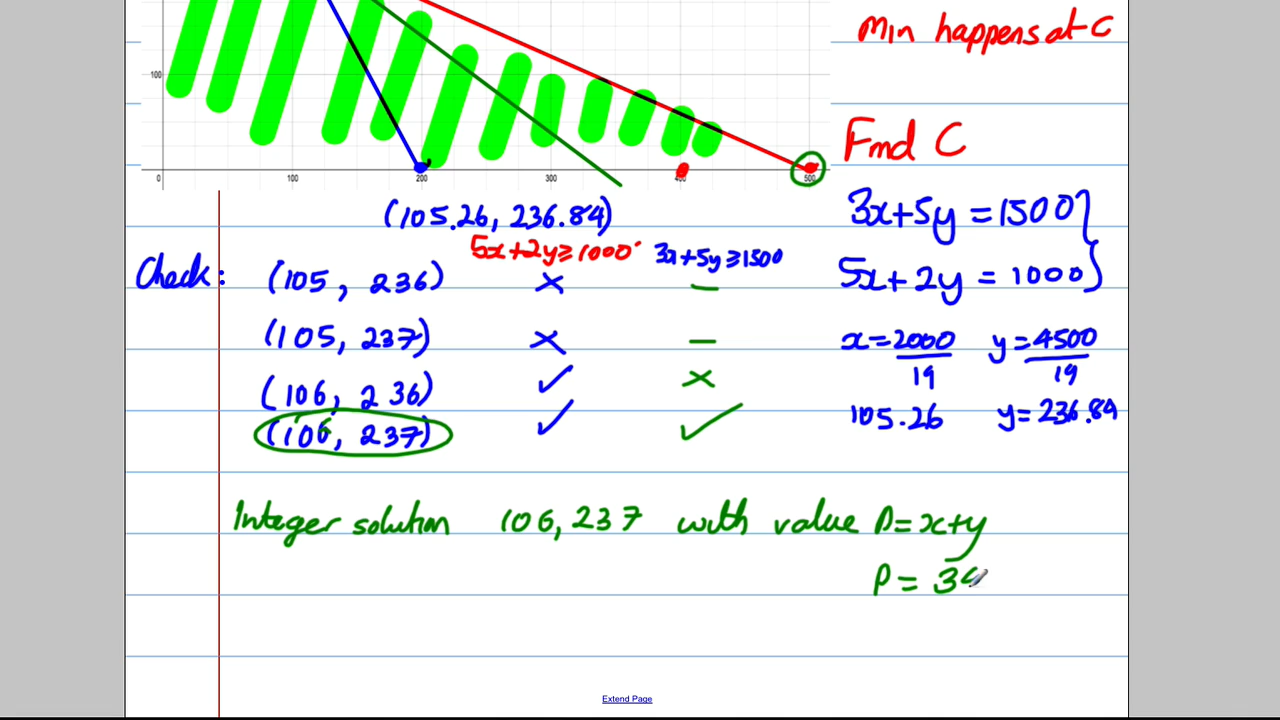 Min happens at C
100
Find C
0 100 200 300 400 500
(105.26, 236.84)
3x+5y = 1500 }
5x+2y≥1000 3x+5y≥1500
Check: (105, 236) × –
5x+2y = 1000 }
(105, 237) × –
x=2000/19 y=4500/19
(106, 236) ✓ ×
105.26 y=236.84
(106, 237) ✓ ✓
Integer solution 106, 237 with value P=x+y
P = 34
Extend Page